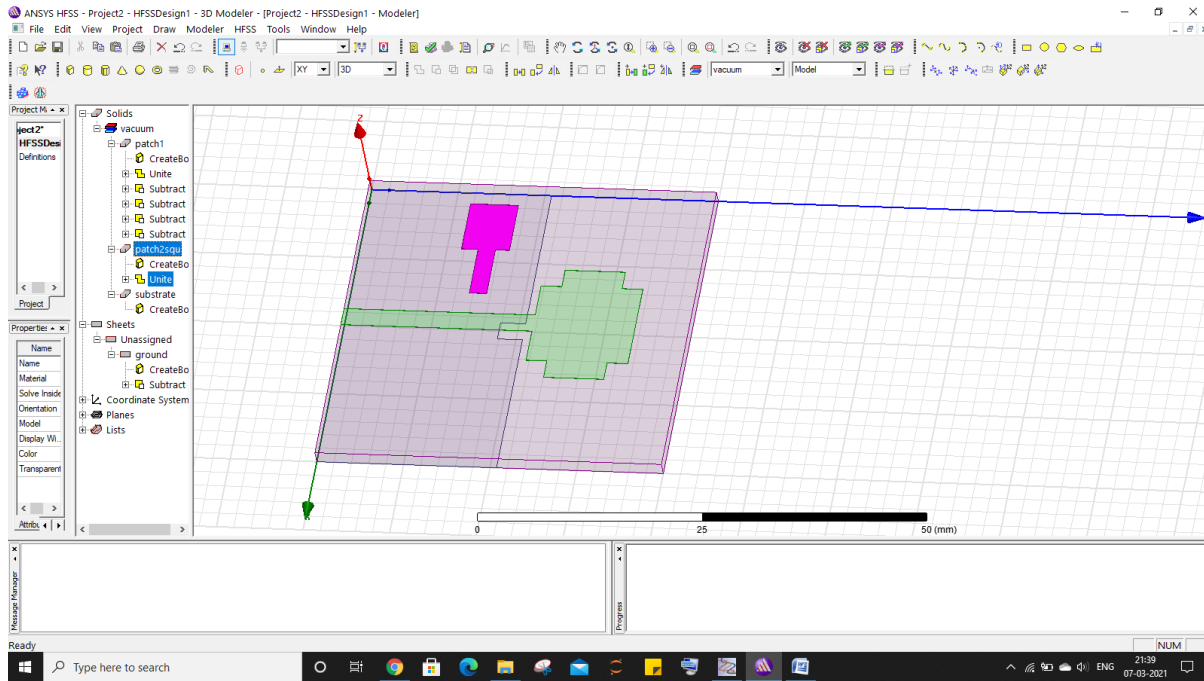 ANSYS HFSS - Project2 - HFSSDesign1 - 3D Modeler - [Project2 - HFSSDesign1 - Modeler]
File Edit View Project Draw Modeler HFSS Tools Window Help
XY 3D vacuum Model
Project M
ject2*
HFSSDesi
Definitions
Project
Solids
vacuum
patch1
CreateBo
Unite
Subtract
Subtract
Subtract
Subtract
patch2squ
CreateBo
Unite
substrate
CreateBo
Sheets
Unassigned
ground
CreateBo
Subtract
Coordinate System
Planes
Lists
Properties
Name
Name
Material
Solve Inside
Orientation
Model
Display Wi..
Color
Transparent
Attribu
Z
0 25 50 (mm)
Message Manager
Progress
Ready
NUM
Type here to search
ENG
21:39
07-03-2021